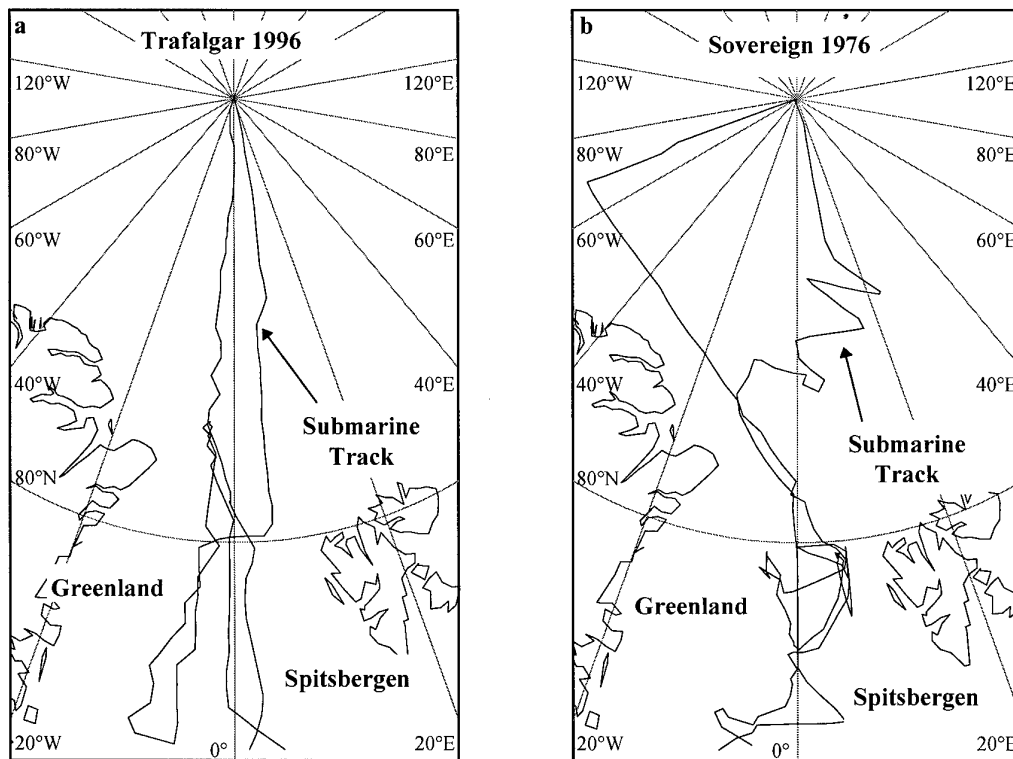 a
Trafalgar 1996
120°W
120°E
80°W
80°E
60°W
60°E
40°W
40°E
Submarine
Track
80°N
Greenland
Spitsbergen
20°W
0°
20°E
b
Sovereign 1976
120°W
120°E
80°W
80°E
60°W
60°E
40°W
40°E
Submarine
Track
80°N
Greenland
Spitsbergen
20°W
0°
20°E